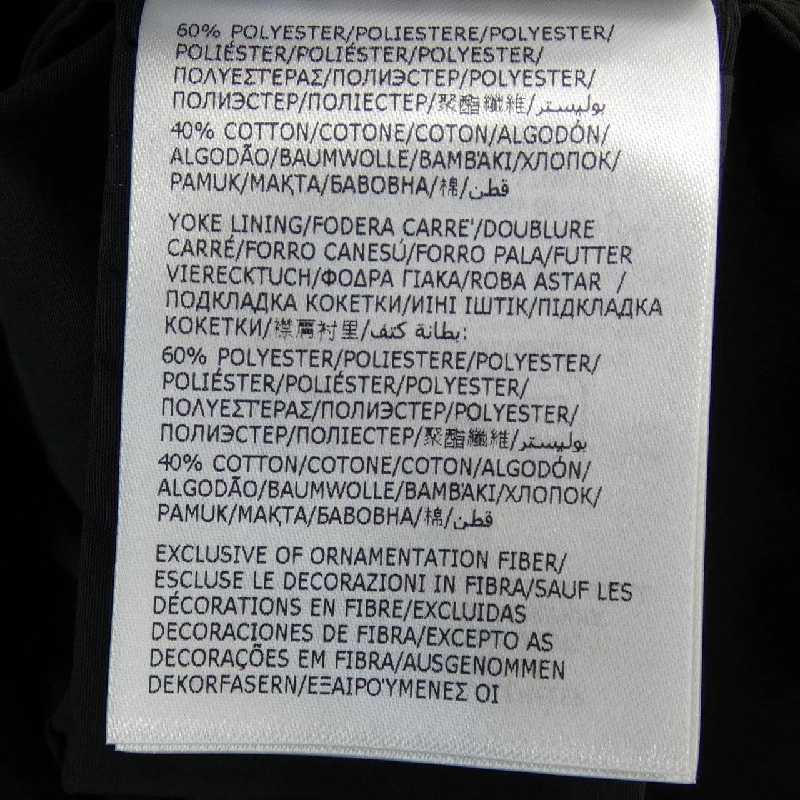 60% POLYESTER/POLIESTERE/POLYESTER/
POLIÉSTER/POLIÉSTER/POLYESTER/
ΠΟΛΥΕΣΤΕΡΑΣ/ПОЛИЭСТЕР/POLYESTER/
ПОЛИЭСТЕР/ПОЛІЕСТЕР/聚酯纖維/بوليستر
40% COTTON/COTONE/COTON/ALGODÓN/
ALGODÃO/BAUMWOLLE/ΒΑΜΒΆΚΙ/ХЛОПОК/
PAMUK/МАҚТА/БАВОВНА/棉/قطن
YOKE LINING/FODERA CARRE'/DOUBLURE
CARRÉ/FORRO CANESÚ/FORRO PALA/FUTTER
VIERECKTUCH/ΦΟΔΡΑ ΓΙΑΚΑ/ROBA ASTAR /
ПОДКЛАДКА КОКЕТКИ/ИІНІ ІШТІК/ПІДКЛАДКА
КОКЕТКИ/襟肩衬里/بطانة كتف:
60% POLYESTER/POLIESTERE/POLYESTER/
POLIÉSTER/POLIÉSTER/POLYESTER/
ΠΟΛΥΕΣΤΕΡΑΣ/ПОЛИЭСТЕР/POLYESTER/
ПОЛИЭСТЕР/ПОЛІЕСТЕР/聚酯纖維/بوليستر
40% COTTON/COTONE/COTON/ALGODÓN/
ALGODÃO/BAUMWOLLE/ΒΑΜΒΆΚΙ/ХЛОПОК/
PAMUK/МАҚТА/БАВОВНА/棉/قطن
EXCLUSIVE OF ORNAMENTATION FIBER/
ESCLUSE LE DECORAZIONI IN FIBRA/SAUF LES
DÉCORATIONS EN FIBRE/EXCLUIDAS
DECORACIONES DE FIBRA/EXCEPTO AS
DECORAÇÕES EM FIBRA/AUSGENOMMEN
DEKORFASERN/ΕΞΑΙΡΟΎΜΕΝΕΣ ΟΙ